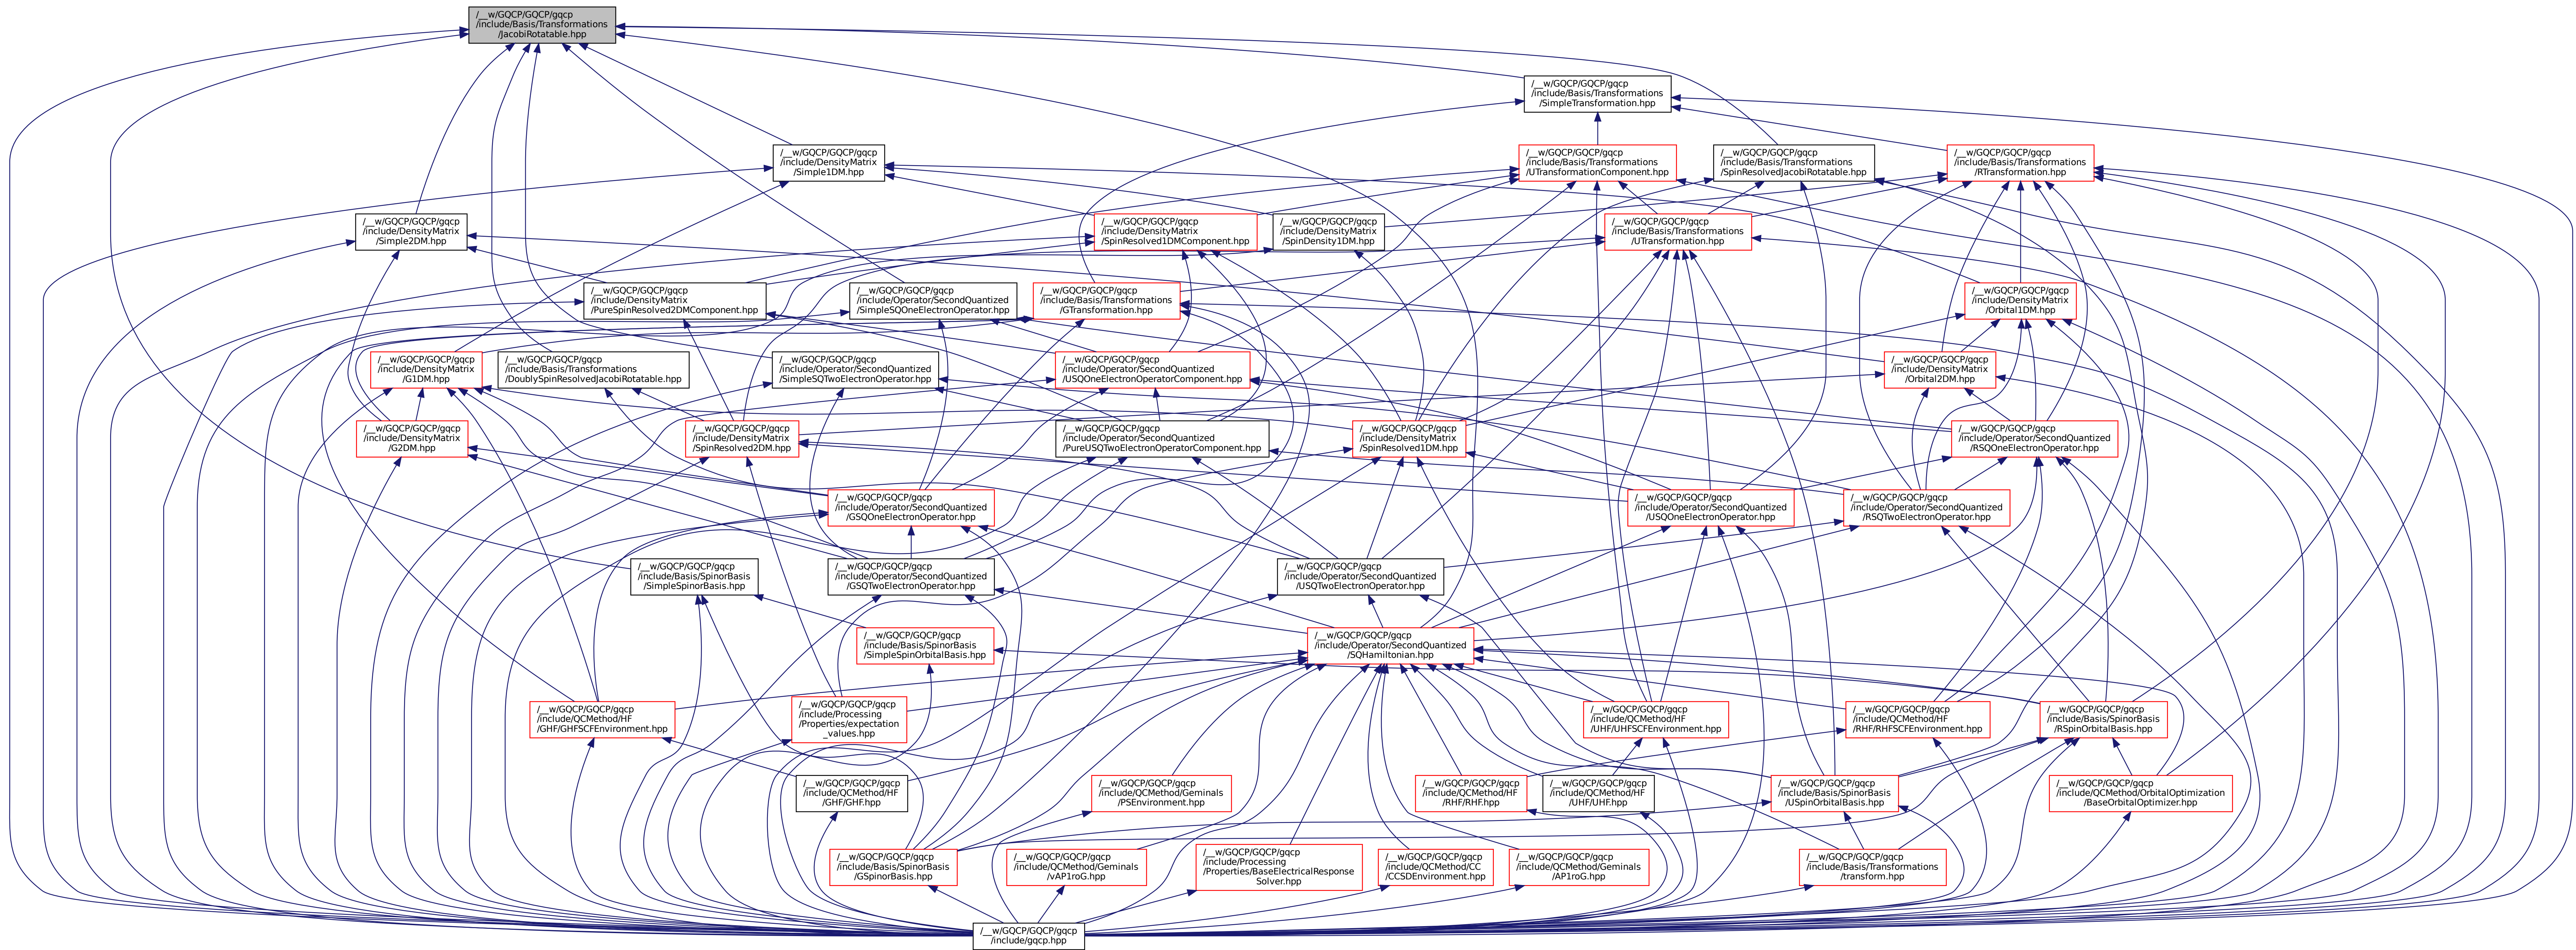 /__w/GQCP/GQCP/gqcp
/include/Basis/Transformations
/JacobiRotatable.hpp
/__w/GQCP/GQCP/gqcp
/include/Basis/Transformations
/SimpleTransformation.hpp
/__w/GQCP/GQCP/gqcp
/include/DensityMatrix
/Simple1DM.hpp
/__w/GQCP/GQCP/gqcp
/include/Basis/Transformations
/UTransformationComponent.hpp
/__w/GQCP/GQCP/gqcp
/include/Basis/Transformations
/SpinResolvedJacobiRotatable.hpp
/__w/GQCP/GQCP/gqcp
/include/Basis/Transformations
/RTransformation.hpp
/__w/GQCP/GQCP/gqcp
/include/DensityMatrix
/Simple2DM.hpp
/__w/GQCP/GQCP/gqcp
/include/DensityMatrix
/SpinResolved1DMComponent.hpp
/__w/GQCP/GQCP/gqcp
/include/DensityMatrix
/SpinDensity1DM.hpp
/__w/GQCP/GQCP/gqcp
/include/Basis/Transformations
/UTransformation.hpp
/__w/GQCP/GQCP/gqcp
/include/DensityMatrix
/PureSpinResolved2DMComponent.hpp
/__w/GQCP/GQCP/gqcp
/include/Operator/SecondQuantized
/SimpleSQOneElectronOperator.hpp
/__w/GQCP/GQCP/gqcp
/include/Basis/Transformations
/GTransformation.hpp
/__w/GQCP/GQCP/gqcp
/include/DensityMatrix
/Orbital1DM.hpp
/__w/GQCP/GQCP/gqcp
/include/DensityMatrix
/G1DM.hpp
/__w/GQCP/GQCP/gqcp
/include/Basis/Transformations
/DoublySpinResolvedJacobiRotatable.hpp
/__w/GQCP/GQCP/gqcp
/include/Operator/SecondQuantized
/SimpleSQTwoElectronOperator.hpp
/__w/GQCP/GQCP/gqcp
/include/Operator/SecondQuantized
/USQOneElectronOperatorComponent.hpp
/__w/GQCP/GQCP/gqcp
/include/DensityMatrix
/Orbital2DM.hpp
/__w/GQCP/GQCP/gqcp
/include/DensityMatrix
/G2DM.hpp
/__w/GQCP/GQCP/gqcp
/include/DensityMatrix
/SpinResolved2DM.hpp
/__w/GQCP/GQCP/gqcp
/include/Operator/SecondQuantized
/PureUSQTwoElectronOperatorComponent.hpp
/__w/GQCP/GQCP/gqcp
/include/DensityMatrix
/SpinResolved1DM.hpp
/__w/GQCP/GQCP/gqcp
/include/Operator/SecondQuantized
/RSQOneElectronOperator.hpp
/__w/GQCP/GQCP/gqcp
/include/Operator/SecondQuantized
/GSQOneElectronOperator.hpp
/__w/GQCP/GQCP/gqcp
/include/Operator/SecondQuantized
/USQOneElectronOperator.hpp
/__w/GQCP/GQCP/gqcp
/include/Operator/SecondQuantized
/RSQTwoElectronOperator.hpp
/__w/GQCP/GQCP/gqcp
/include/Basis/SpinorBasis
/SimpleSpinorBasis.hpp
/__w/GQCP/GQCP/gqcp
/include/Operator/SecondQuantized
/GSQTwoElectronOperator.hpp
/__w/GQCP/GQCP/gqcp
/include/Operator/SecondQuantized
/USQTwoElectronOperator.hpp
/__w/GQCP/GQCP/gqcp
/include/Basis/SpinorBasis
/SimpleSpinOrbitalBasis.hpp
/__w/GQCP/GQCP/gqcp
/include/Operator/SecondQuantized
/SQHamiltonian.hpp
/__w/GQCP/GQCP/gqcp
/include/QCMethod/HF
/GHF/GHFSCFEnvironment.hpp
/__w/GQCP/GQCP/gqcp
/include/Processing
/Properties/expectation
_values.hpp
/__w/GQCP/GQCP/gqcp
/include/QCMethod/HF
/UHF/UHFSCFEnvironment.hpp
/__w/GQCP/GQCP/gqcp
/include/QCMethod/HF
/RHF/RHFSCFEnvironment.hpp
/__w/GQCP/GQCP/gqcp
/include/Basis/SpinorBasis
/RSpinOrbitalBasis.hpp
/__w/GQCP/GQCP/gqcp
/include/QCMethod/HF
/GHF/GHF.hpp
/__w/GQCP/GQCP/gqcp
/include/QCMethod/Geminals
/PSEnvironment.hpp
/__w/GQCP/GQCP/gqcp
/include/QCMethod/HF
/RHF/RHF.hpp
/__w/GQCP/GQCP/gqcp
/include/QCMethod/HF
/UHF/UHF.hpp
/__w/GQCP/GQCP/gqcp
/include/Basis/SpinorBasis
/USpinOrbitalBasis.hpp
/__w/GQCP/GQCP/gqcp
/include/QCMethod/OrbitalOptimization
/BaseOrbitalOptimizer.hpp
/__w/GQCP/GQCP/gqcp
/include/Basis/SpinorBasis
/GSpinorBasis.hpp
/__w/GQCP/GQCP/gqcp
/include/QCMethod/Geminals
/vAP1roG.hpp
/__w/GQCP/GQCP/gqcp
/include/Processing
/Properties/BaseElectricalResponse
Solver.hpp
/__w/GQCP/GQCP/gqcp
/include/QCMethod/CC
/CCSDEnvironment.hpp
/__w/GQCP/GQCP/gqcp
/include/QCMethod/Geminals
/AP1roG.hpp
/__w/GQCP/GQCP/gqcp
/include/Basis/Transformations
/transform.hpp
/__w/GQCP/GQCP/gqcp
/include/gqcp.hpp